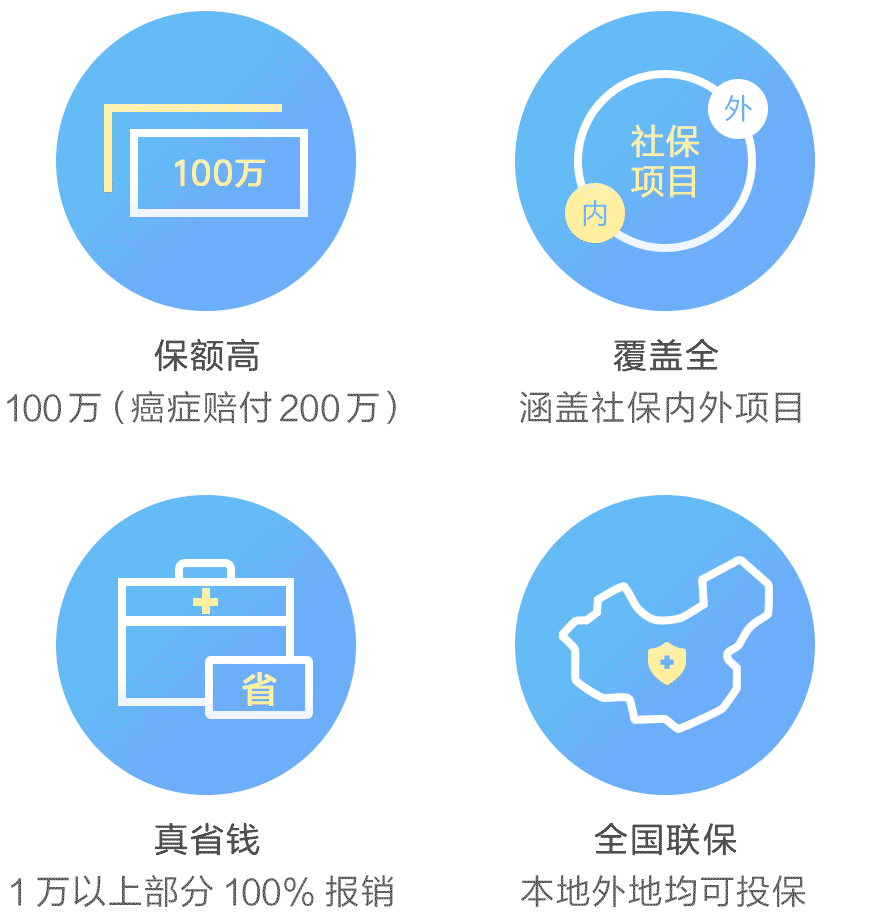 100万
外
社保
项目
内
保额高
覆盖全
100万（癌症赔付200万）
涵盖社保内外项目
省
真省钱
全国联保
1万以上部分100%报销
本地外地均可投保